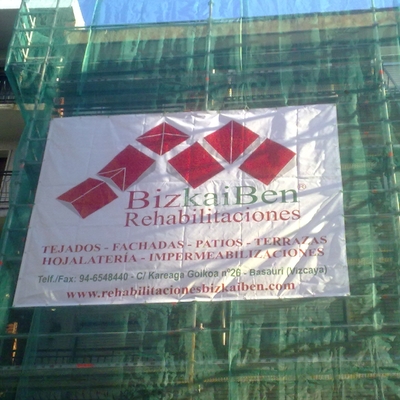 BizkaiBen®
Rehabilitaciones
TEJADOS - FACHADAS - PATIOS - TERRAZAS
HOJALATERÍA - IMPERMEABILIZACIONES
Telf./Fax: 94-6548440 - C/ Kareaga Goikoa nº26 - Basauri (Vizcaya)
www.rehabilitacionesbizkaiben.com